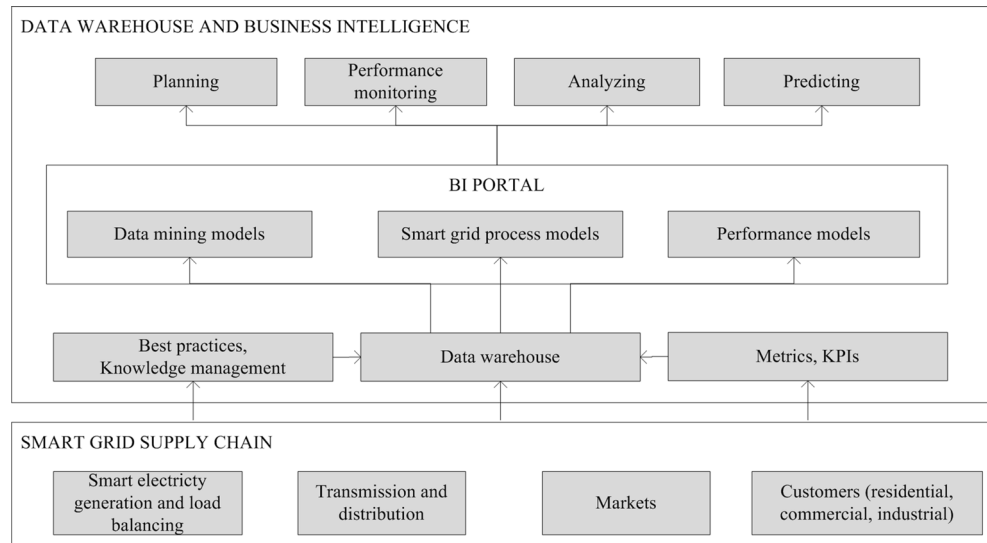 DATA WAREHOUSE AND BUSINESS INTELLIGENCE
Planning
Performance
monitoring
Analyzing
Predicting
BI PORTAL
Data mining models
Smart grid process models
Performance models
Best practices,
Knowledge management
Data warehouse
Metrics, KPIs
SMART GRID SUPPLY CHAIN
Smart electricty
generation and load
balancing
Transmission and
distribution
Markets
Customers (residential,
commercial, industrial)